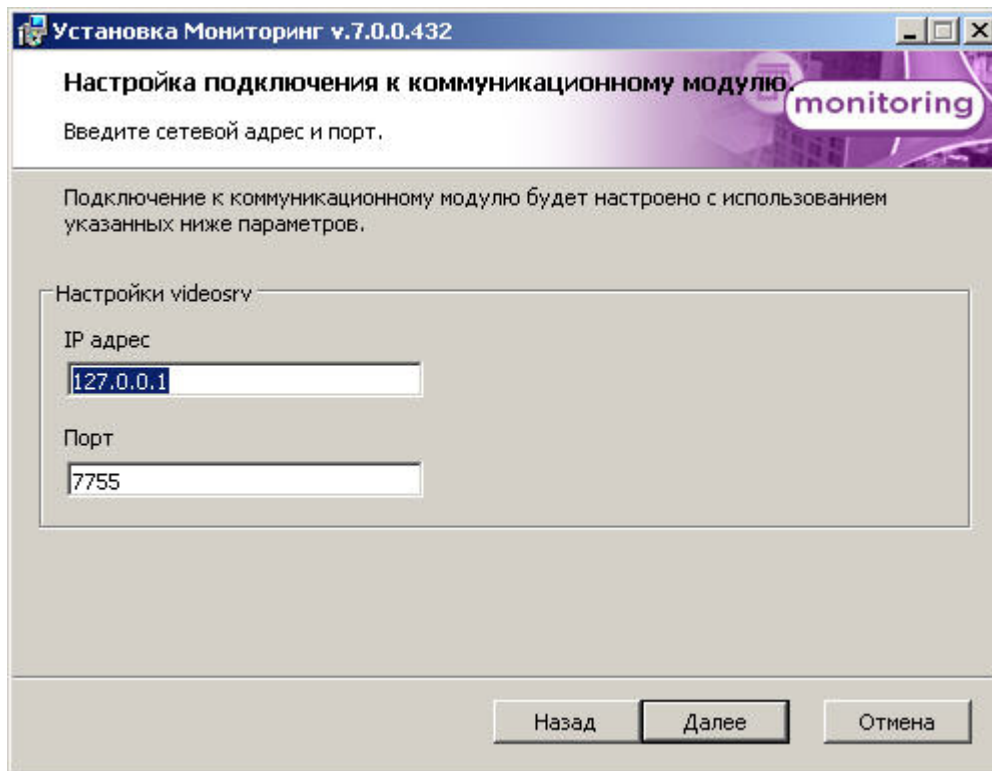 Установка Мониторинг v.7.0.0.432
Настройка подключения к коммуникационному модулю.
monitoring
Введите сетевой адрес и порт.
Подключение к коммуникационному модулю будет настроено с использованием
указанных ниже параметров.
Настройки videosrv
IP адрес
127.0.0.1
Порт
7755
Назад
Далее
Отмена